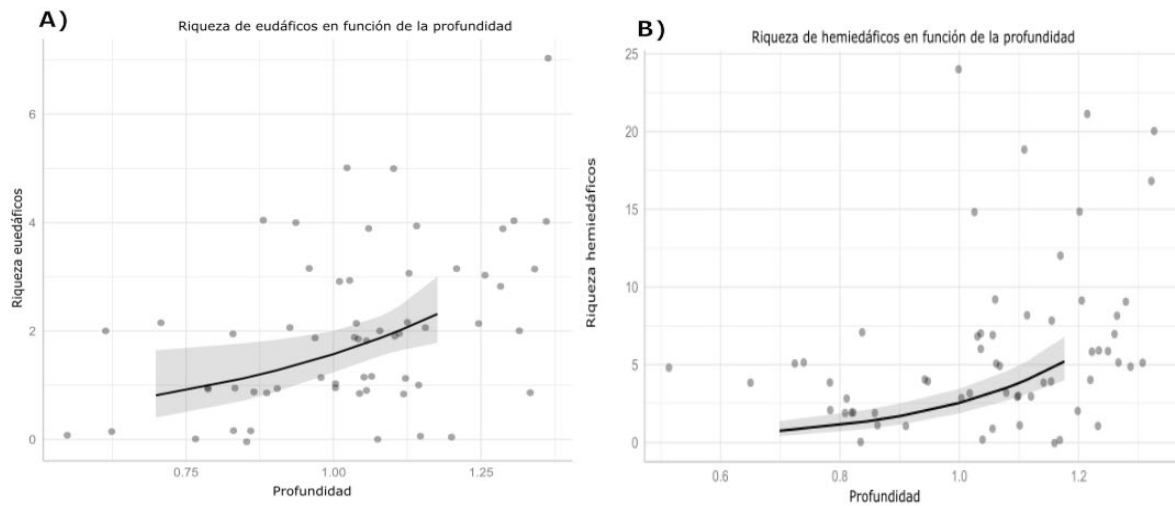 A)
Riqueza de eudáficos en función de la profundidad
Riqueza euedáficos
6
4
2
0
0.75
1.00
1.25
Profundidad
B)
Riqueza de hemiedáficos en función de la profundidad
Riqueza hemiedáficos
25
20
15
10
5
0
0.6
0.8
1.0
1.2
Profundidad